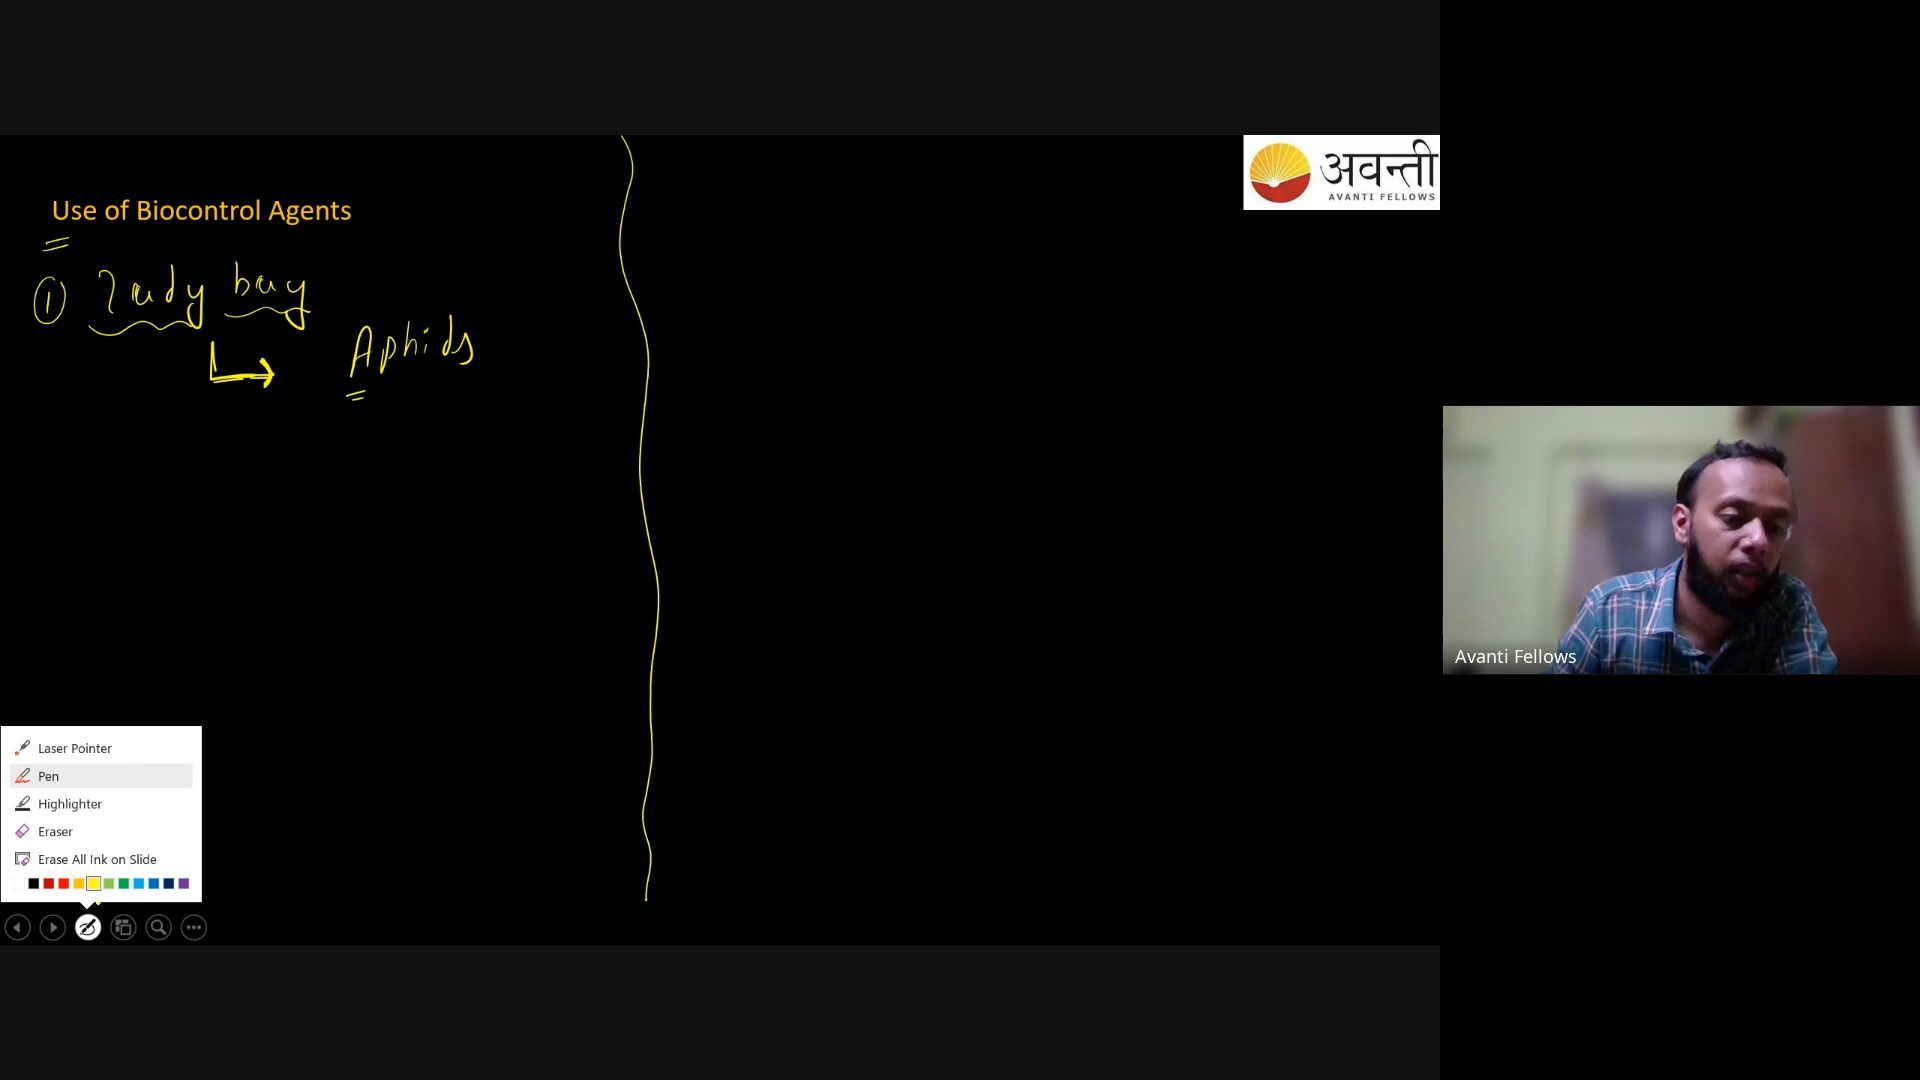 अवन्ती
AVANTI FELLOWS
Use of Biocontrol Agents
① Lady bug
Aphids
Avanti Fellows
Laser Pointer
Pen
Highlighter
Eraser
Erase All Ink on Slide